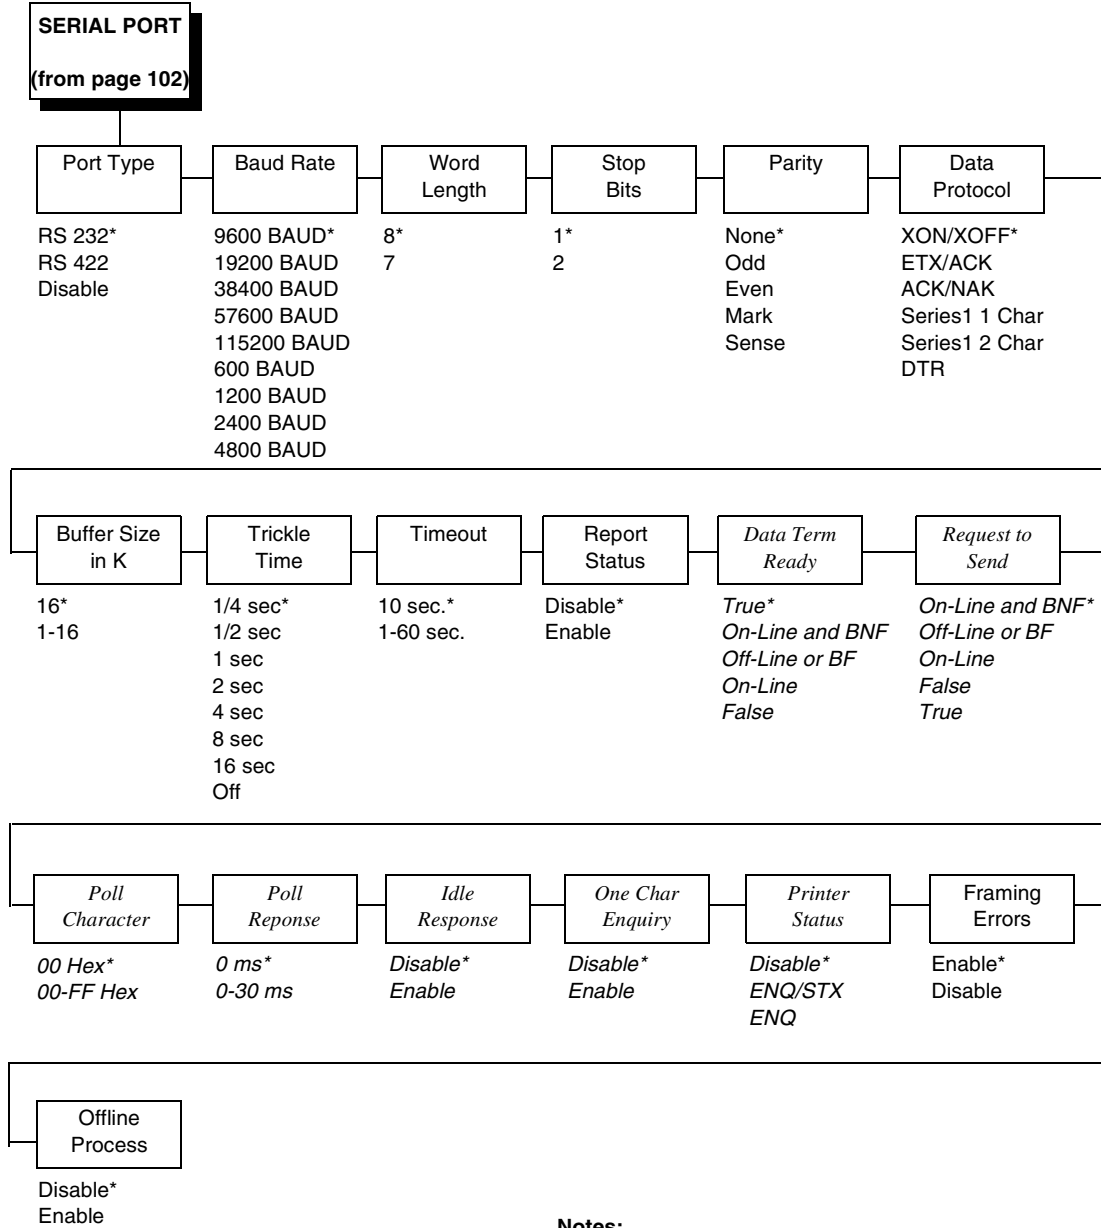 SERIAL PORT
(from page 102)
Port Type
RS 232*
RS 422
Disable
Baud Rate
9600 BAUD*
19200 BAUD
38400 BAUD
57600 BAUD
115200 BAUD
600 BAUD
1200 BAUD
2400 BAUD
4800 BAUD
Word
Length
8*
7
Stop
Bits
1*
2
Parity
None*
Odd
Even
Mark
Sense
Data
Protocol
XON/XOFF*
ETX/ACK
ACK/NAK
Series1 1 Char
Series1 2 Char
DTR
Buffer Size
in K
16*
1-16
Trickle
Time
1/4 sec*
1/2 sec
1 sec
2 sec
4 sec
8 sec
16 sec
Off
Timeout
10 sec.*
1-60 sec.
Report
Status
Disable*
Enable
Data Term
Ready
True*
On-Line and BNF
Off-Line or BF
On-Line
False
Request to
Send
On-Line and BNF*
Off-Line or BF
On-Line
False
True
Poll
Character
00 Hex*
00-FF Hex
Poll
Reponse
0 ms*
0-30 ms
Idle
Response
Disable*
Enable
One Char
Enquiry
Disable*
Enable
Printer
Status
Disable*
ENQ/STX
ENQ
Framing
Errors
Enable*
Disable
Offline
Process
Disable*
Enable
Notes: